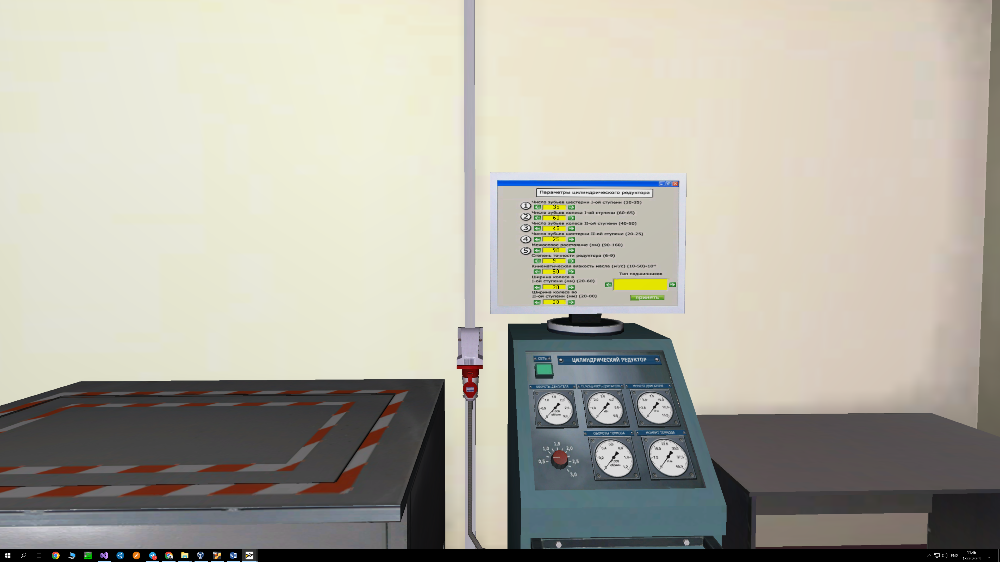 Параметры цилиндрического редуктора
Число зубьев шестерни I-ой ступени (30-35)
1 35
Число зубьев колеса I-ой ступени (60-65)
2 60
Число зубьев колеса II-ой ступени (40-50)
3 45
Число зубьев шестерни II-ой ступени (20-25)
4 25
Межосевое расстояние (мм) (90-160)
5 90
Степень точности редуктора (6-9)
9
Кинематическая вязкость масла (м²/с) (10-50)*10⁻⁶
50
Ширина колеса в
I-ой ступени (мм) (20-60)
20
Ширина колеса во
II-ой ступени (мм) (20-80)
20
Тип подшипников
принять
СЕТЬ
ЦИЛИНДРИЧЕСКИЙ РЕДУКТОР
ОБОРОТЫ ДВИГАТЕЛЯ
0 0,5 1,0 1,5 2,0 2,5 3,0
x1000
об/мин
П. МОЩНОСТЬ ДВИГАТЕЛЯ
0 1,0 2,0 3,0 4,0 5,0 6,0
кВт
МОМЕНТ ДВИГАТЕЛЯ
0 2,5 5,0 7,5 10,0 12,5 15,0
Н·м
0,5 1,0 1,5 2,0 2,5 3,0
ОБОРОТЫ ТОРМОЗА
0 0,2 0,4 0,6 0,8 1,0 1,2
x1000
об/мин
МОМЕНТ ТОРМОЗА
0 7,5 15,0 22,5 30,0 37,5 45,0
Н·м
15
ENG
11:46
13.02.2024